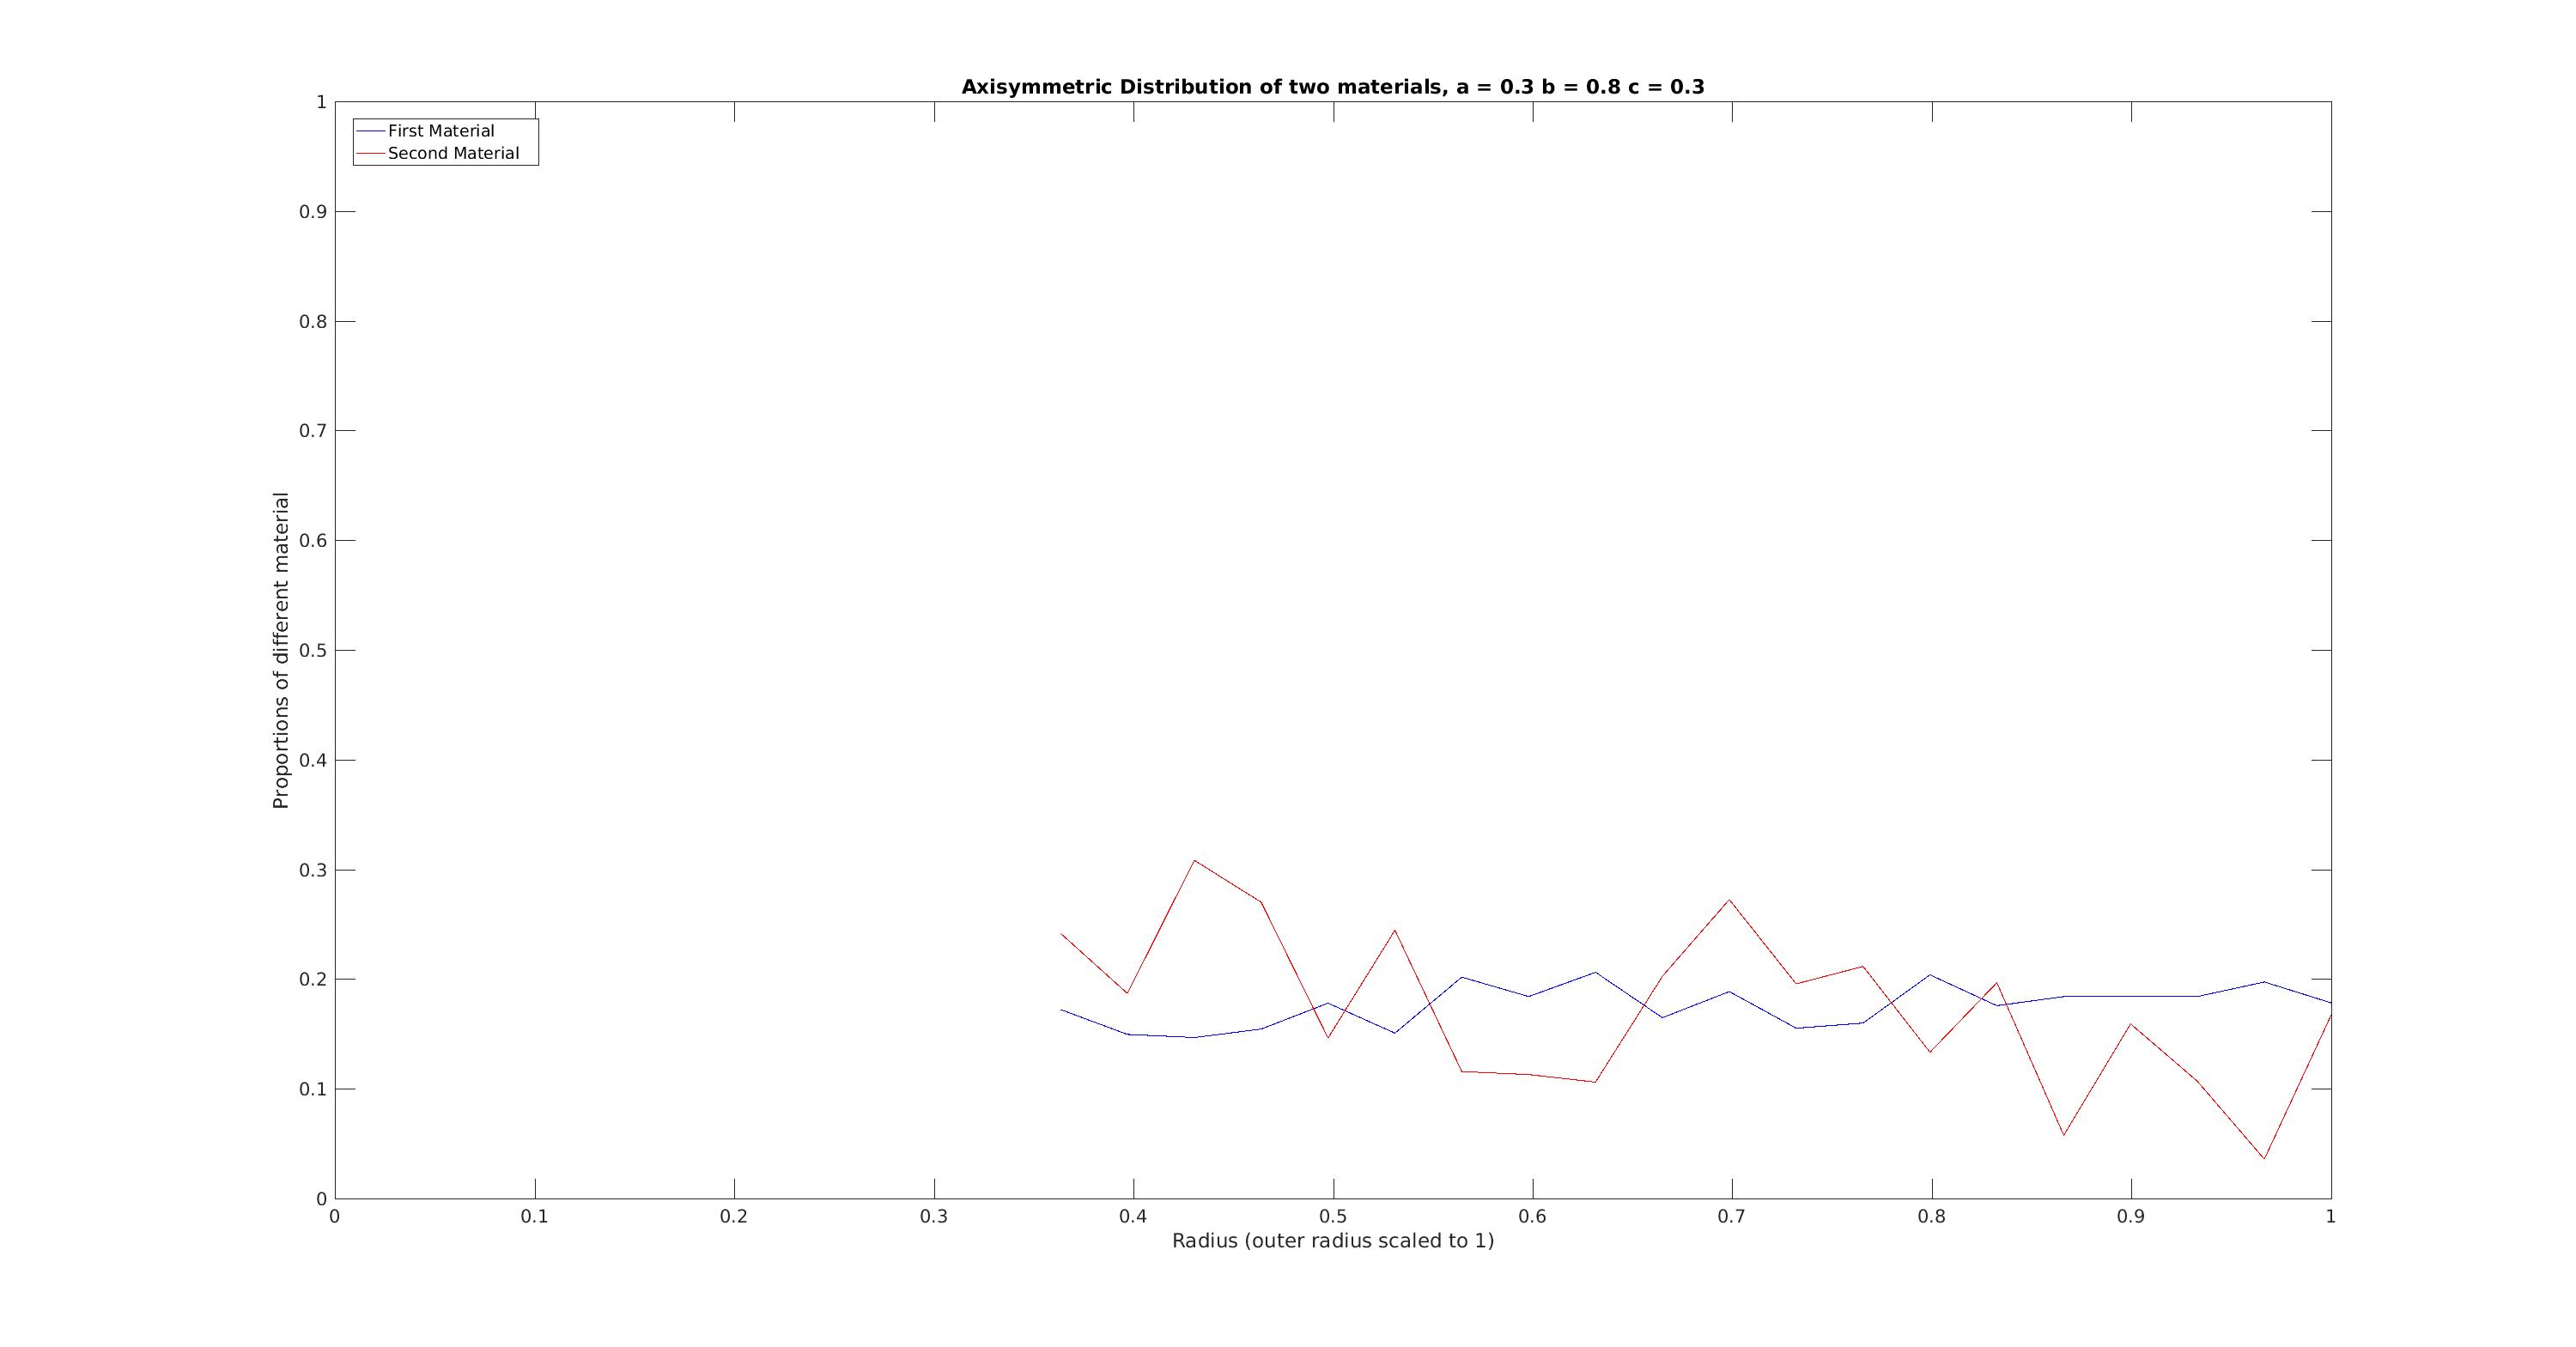 Axisymmetric Distribution of two materials, a = 0.3 b = 0.8 c = 0.3
First Material
Second Material
1
0.9
0.8
0.7
0.6
0.5
0.4
0.3
0.2
0.1
0
Proportions of different material
0 0.1 0.2 0.3 0.4 0.5 0.6 0.7 0.8 0.9 1
Radius (outer radius scaled to 1)